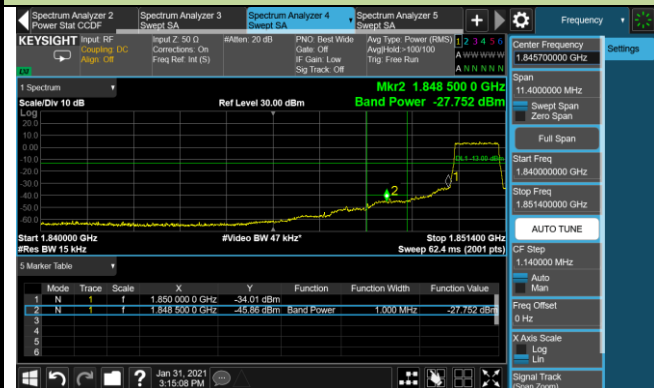 Spectrum Analyzer 2
Power Stat CCDF
Spectrum Analyzer 3
Swept SA
Spectrum Analyzer 4
Swept SA
Spectrum Analyzer 5
Swept SA
+
Frequency
KEYSIGHT
Input: RF
Coupling: DC
Align: Off
Input Z: 50 Ω
Corrections: On
Freq Ref: Int (S)
#Atten: 20 dB
PNO: Best Wide
Gate: Off
IF Gain: Low
Sig Track: Off
Avg Type: Power (RMS)
Avg|Hold:>100/100
Trig: Free Run
1 2 3 4 5 6
A W W W W W
A N N N N N
Center Frequency
1.845700000 GHz
Settings
Span
11.4000000 MHz
Swept Span
Zero Span
Full Span
Start Freq
1.840000000 GHz
Stop Freq
1.851400000 GHz
AUTO TUNE
CF Step
1.140000 MHz
Auto
Man
Freq Offset
0 Hz
X Axis Scale
Log
Lin
Signal Track
(Span Zoom)
1 Spectrum
Scale/Div 10 dB
Log
Ref Level 30.00 dBm
Mkr2 1.848 500 0 GHz
Band Power -27.752 dBm
20.0
10.0
0.00
-10.0
-20.0
-30.0
-40.0
-50.0
-60.0
DL1 -13.00 dBm
1
2
Start 1.840000 GHz
#Res BW 15 kHz
#Video BW 47 kHz*
Stop 1.851400 GHz
Sweep 62.4 ms (2001 pts)
5 Marker Table
Mode Trace Scale X Y Function Function Width Function Value
1 N 1 f 1.850 000 0 GHz -34.01 dBm
2 N 1 f 1.848 500 0 GHz -45.86 dBm Band Power 1.000 MHz -27.752 dBm
3
4
5
6
?
Jan 31, 2021
3:15:08 PM